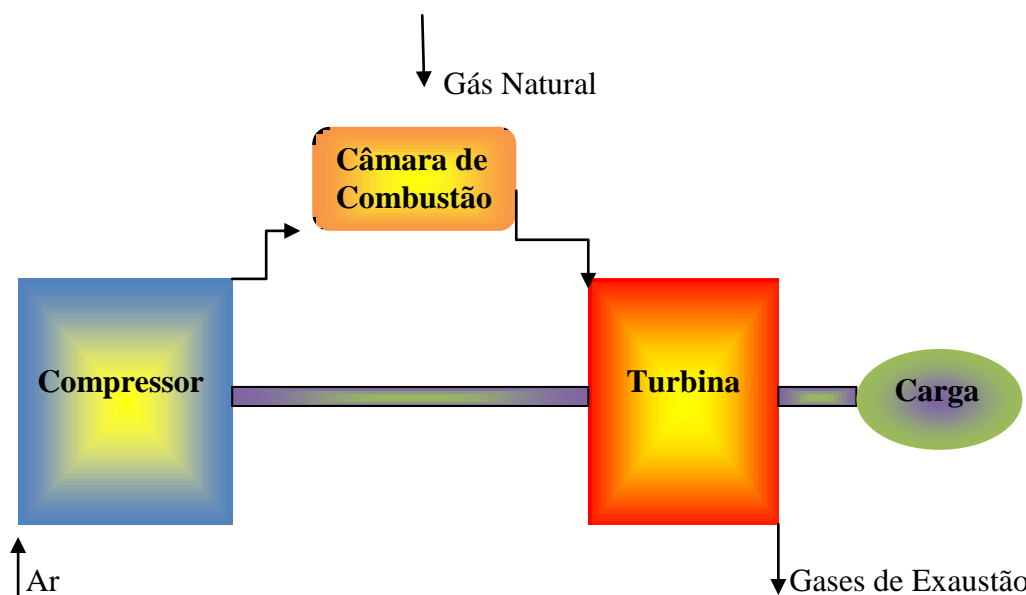 Gás Natural
Câmara de
Combustão
Compressor
Turbina
Carga
Ar
Gases de Exaustão